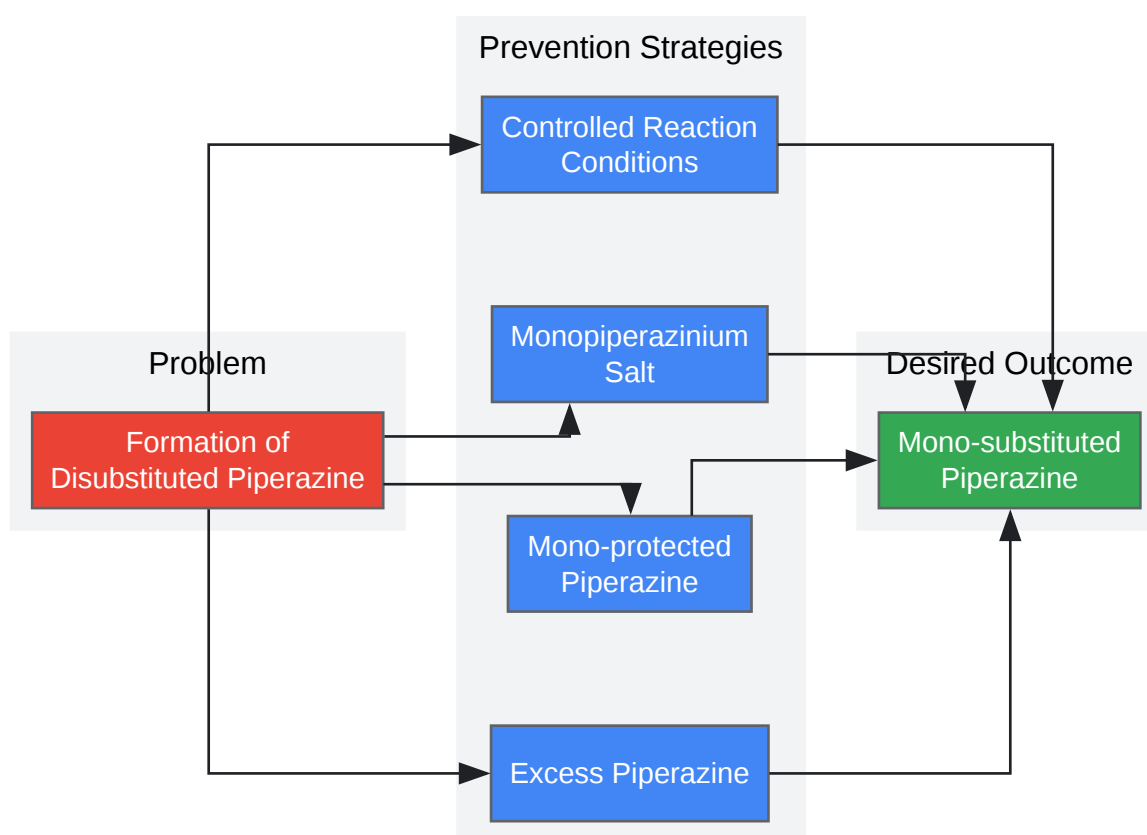 Prevention Strategies
Controlled Reaction
Conditions
Monopiperazinium
Salt
Problem
Formation of
Disubstituted Piperazine
Desired Outcome
Mono-substituted
Piperazine
Mono-protected
Piperazine
Excess Piperazine